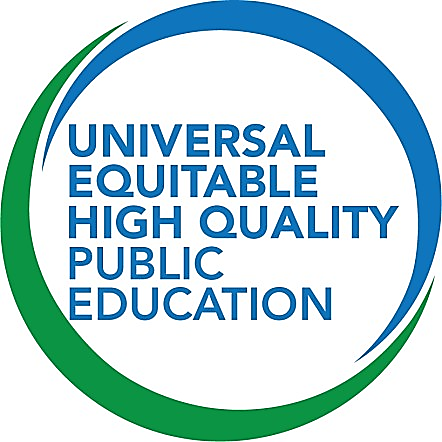 UNIVERSAL
EQUITABLE
HIGH QUALITY
PUBLIC
EDUCATION